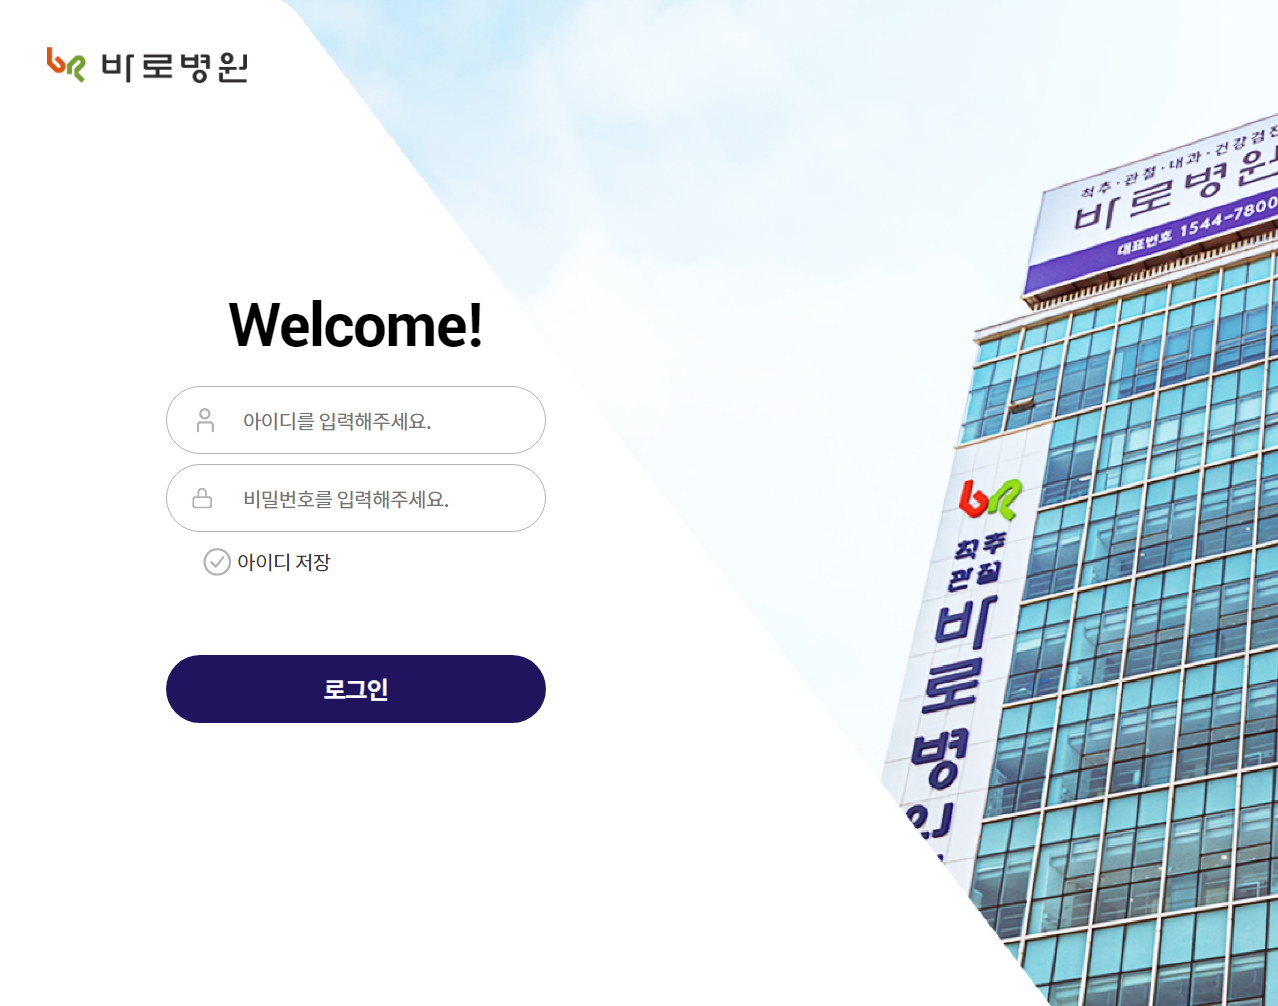 바로병원
척추·관절·내과·건강검진
바로병원
대표번호 1544-7800
Welcome!
아이디를 입력해주세요.
비밀번호를 입력해주세요.
아이디 저장
로그인
척추
관절
바로병원